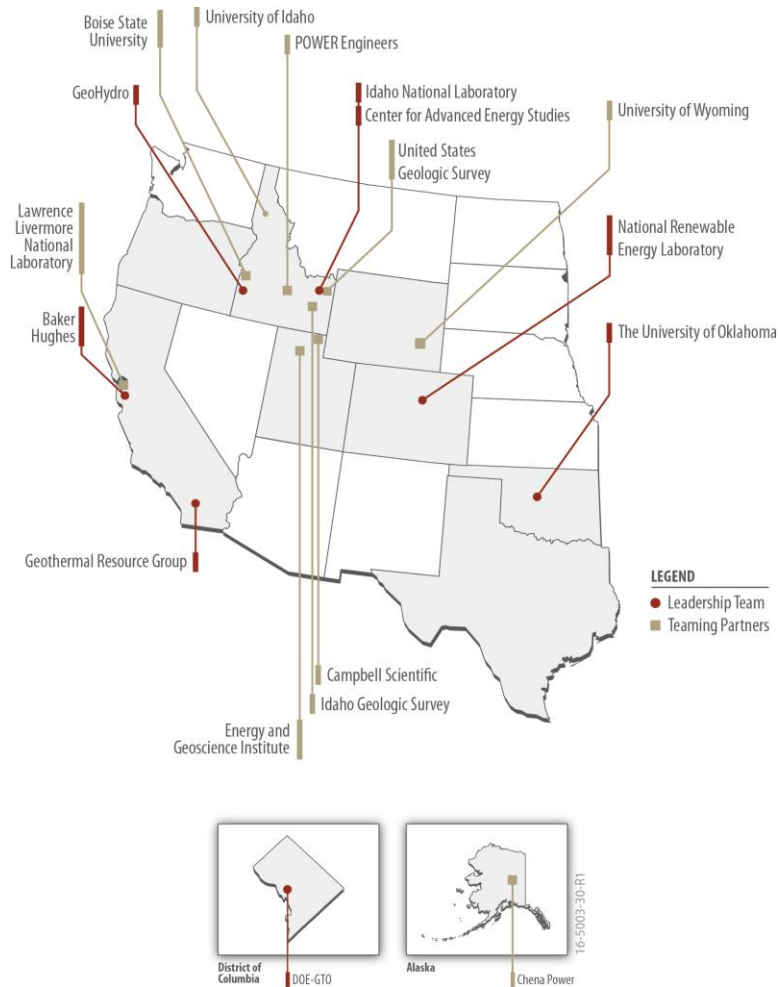 Boise State
University
University of Idaho
POWER Engineers
GeoHydro
Idaho National Laboratory
Center for Advanced Energy Studies
University of Wyoming
United States
Geologic Survey
Lawrence
Livermore
National
Laboratory
National Renewable
Energy Laboratory
Baker
Hughes
The University of Oklahoma
Geothermal Resource Group
LEGEND
Leadership Team
Teaming Partners
Campbell Scientific
Idaho Geologic Survey
Energy and
Geoscience Institute
16-5003-30-R1
District of
Columbia
DOE-GTO
Alaska
Chena Power